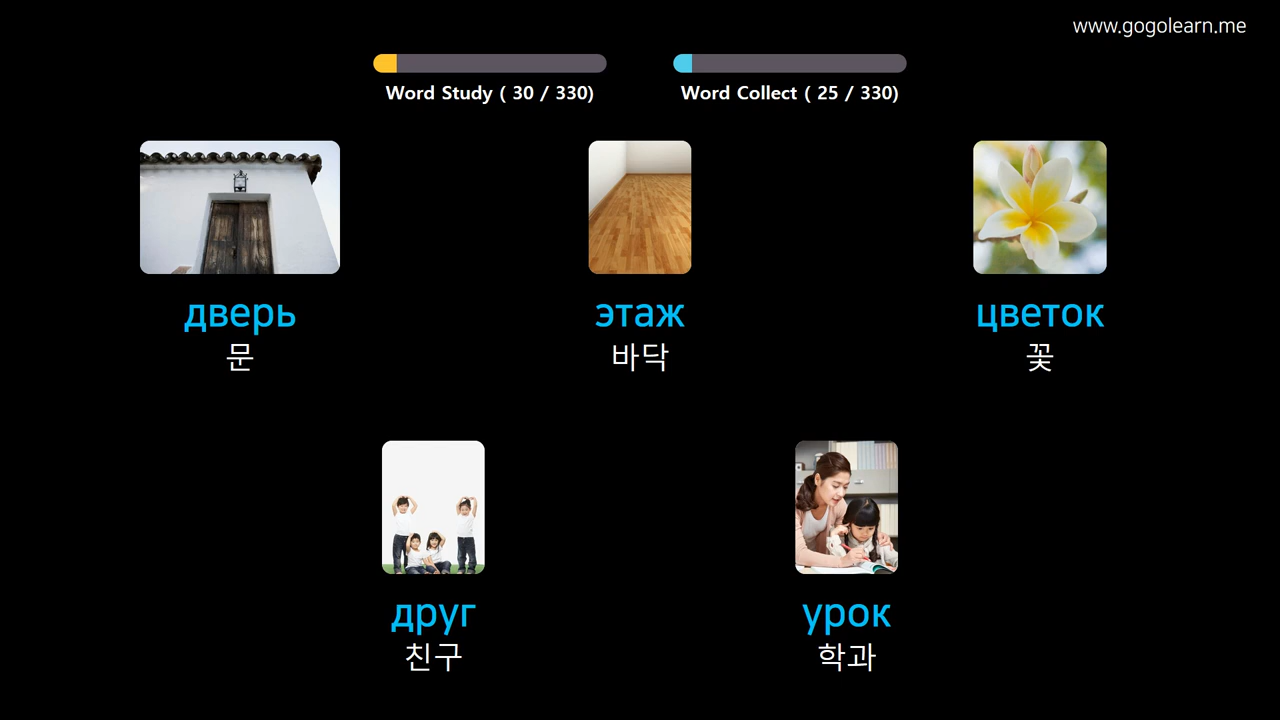 www.gogolearn.me
Word Study ( 30 / 330)
Word Collect ( 25 / 330)
дверь
문
этаж
바닥
цветок
꽃
друг
친구
урок
학과